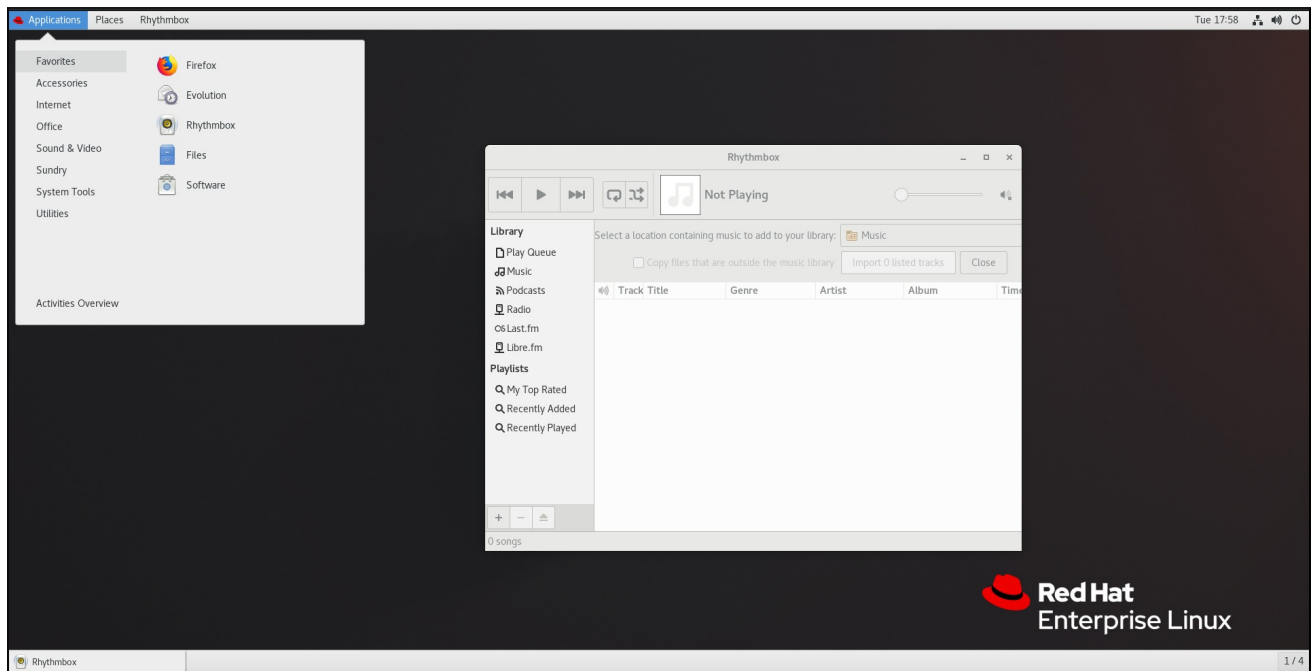 Applications Places Rhythmbox Tue 17:58
Favorites
Accessories
Internet
Office
Sound & Video
Sundry
System Tools
Utilities
Activities Overview
Firefox
Evolution
Rhythmbox
Files
Software
Rhythmbox
Not Playing
Library
Play Queue
Music
Podcasts
Radio
Last.fm
Libre.fm
Playlists
My Top Rated
Recently Added
Recently Played
Select a location containing music to add to your library: Music
Copy files that are outside the music library Import 0 listed tracks Close
Track Title Genre Artist Album Time
0 songs
Red Hat
Enterprise Linux
Rhythmbox 1 / 4